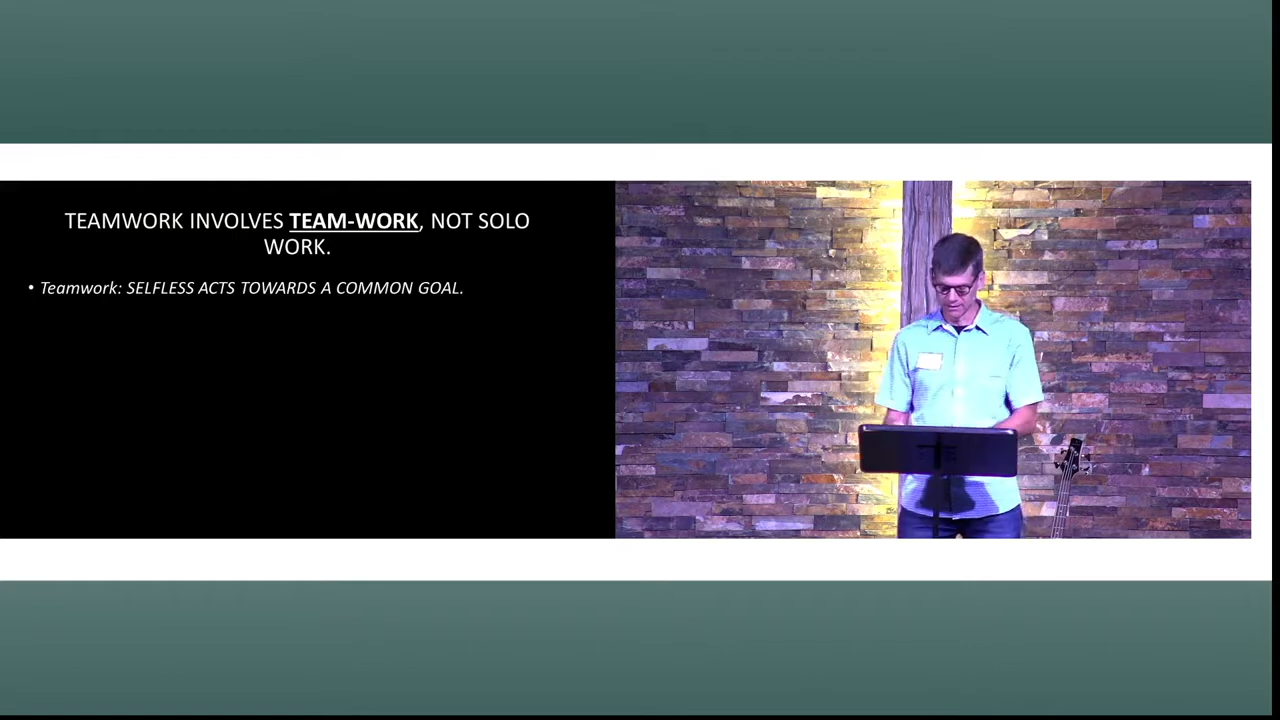 TEAMWORK INVOLVES TEAM-WORK, NOT SOLO
WORK.
• Teamwork: SELFLESS ACTS TOWARDS A COMMON GOAL.